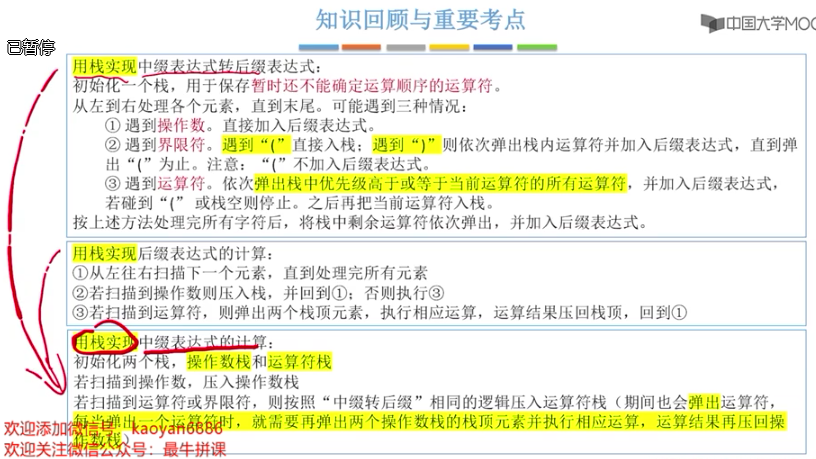 知识回顾与重要考点
中国大学MOO
已暂停
用栈实现中缀表达式转后缀表达式：
初始化一个栈，用于保存暂时还不能确定运算顺序的运算符。
从左到右处理各个元素，直到末尾。可能遇到三种情况：
① 遇到操作数。直接加入后缀表达式。
② 遇到界限符。遇到“(”直接入栈；遇到“)”则依次弹出栈内运算符并加入后缀表达式，直到弹
出“(”为止。注意：“(”不加入后缀表达式。
③ 遇到运算符。依次弹出栈中优先级高于或等于当前运算符的所有运算符，并加入后缀表达式，
若碰到“(” 或栈空则停止。之后再把当前运算符入栈。
按上述方法处理完所有字符后，将栈中剩余运算符依次弹出，并加入后缀表达式。
用栈实现后缀表达式的计算：
①从左往右扫描下一个元素，直到处理完所有元素
②若扫描到操作数则压入栈，并回到①；否则执行③
③若扫描到运算符，则弹出两个栈顶元素，执行相应运算，运算结果压回栈顶，回到①
用栈实现中缀表达式的计算：
初始化两个栈，操作数栈和运算符栈
若扫描到操作数，压入操作数栈
若扫描到运算符或界限符，则按照“中缀转后缀”相同的逻辑压入运算符栈（期间也会弹出运算符，
每当弹出一个运算符时，就需要再弹出两个操作数栈的栈顶元素并执行相应运算，运算结果再压回操
作数栈）
欢迎添加微信号：kaoyan6886
欢迎关注微信公众号：最牛拼课